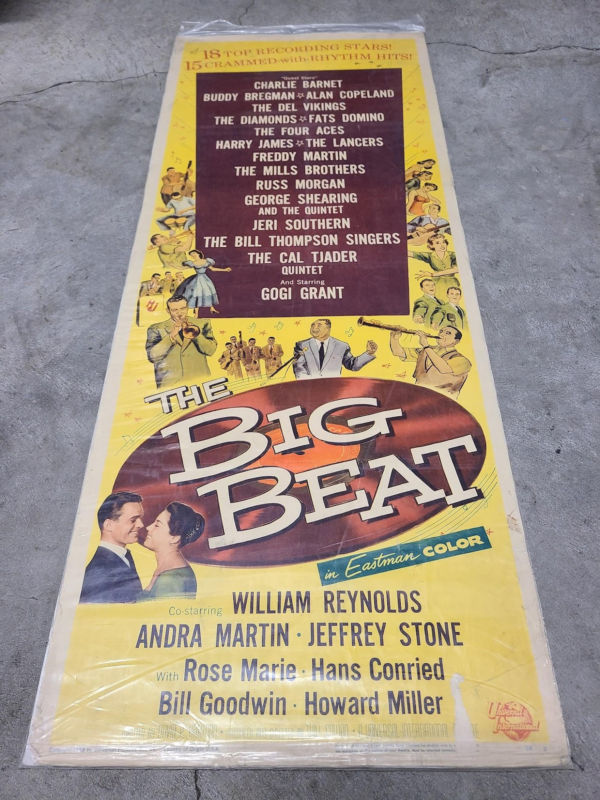 18 TOP RECORDING STARS!
15 CRAMMED-with-RHYTHM HITS!
"Guest Stars"
CHARLIE BARNET
BUDDY BREGMAN ☆ ALAN COPELAND
THE DEL VIKINGS
THE DIAMONDS ☆ FATS DOMINO
THE FOUR ACES
HARRY JAMES ☆ THE LANCERS
FREDDY MARTIN
THE MILLS BROTHERS
RUSS MORGAN
GEORGE SHEARING
AND THE QUINTET
JERI SOUTHERN
THE BILL THOMPSON SINGERS
THE CAL TJADER
QUINTET
And Starring
GOGI GRANT
THE
BIG
BEAT
in Eastman COLOR
Co-starring WILLIAM REYNOLDS
ANDRA MARTIN · JEFFREY STONE
With Rose Marie · Hans Conried
Bill Goodwin · Howard Miller
Universal
International